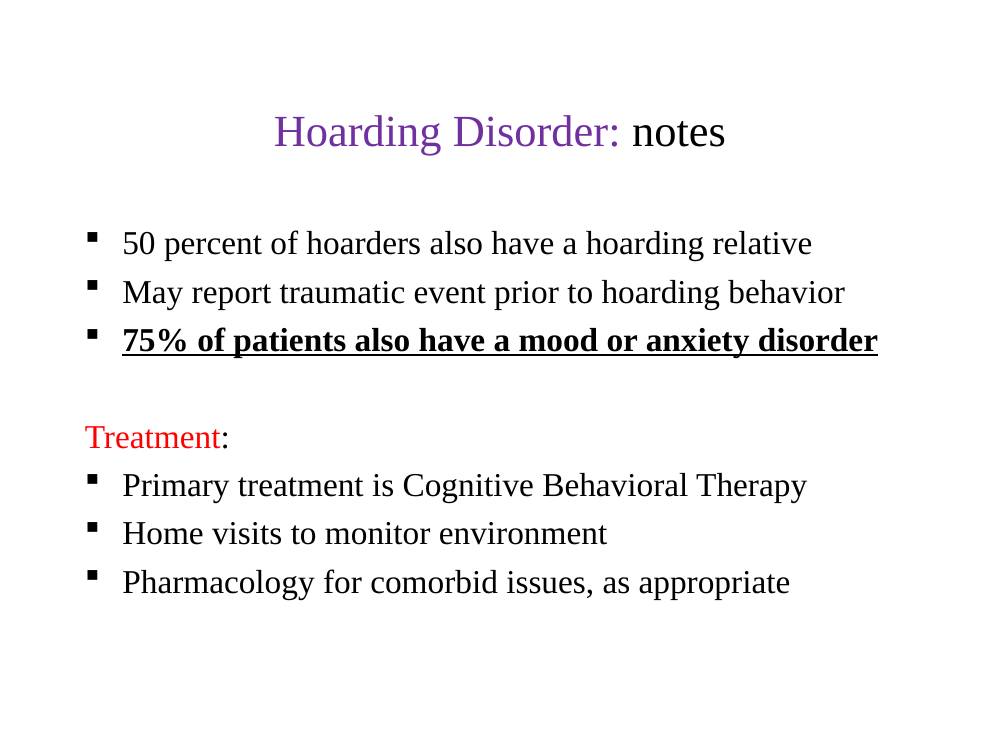 Hoarding Disorder: notes
▪ 50 percent of hoarders also have a hoarding relative
▪ May report traumatic event prior to hoarding behavior
▪ 75% of patients also have a mood or anxiety disorder
Treatment:
▪ Primary treatment is Cognitive Behavioral Therapy
▪ Home visits to monitor environment
▪ Pharmacology for comorbid issues, as appropriate